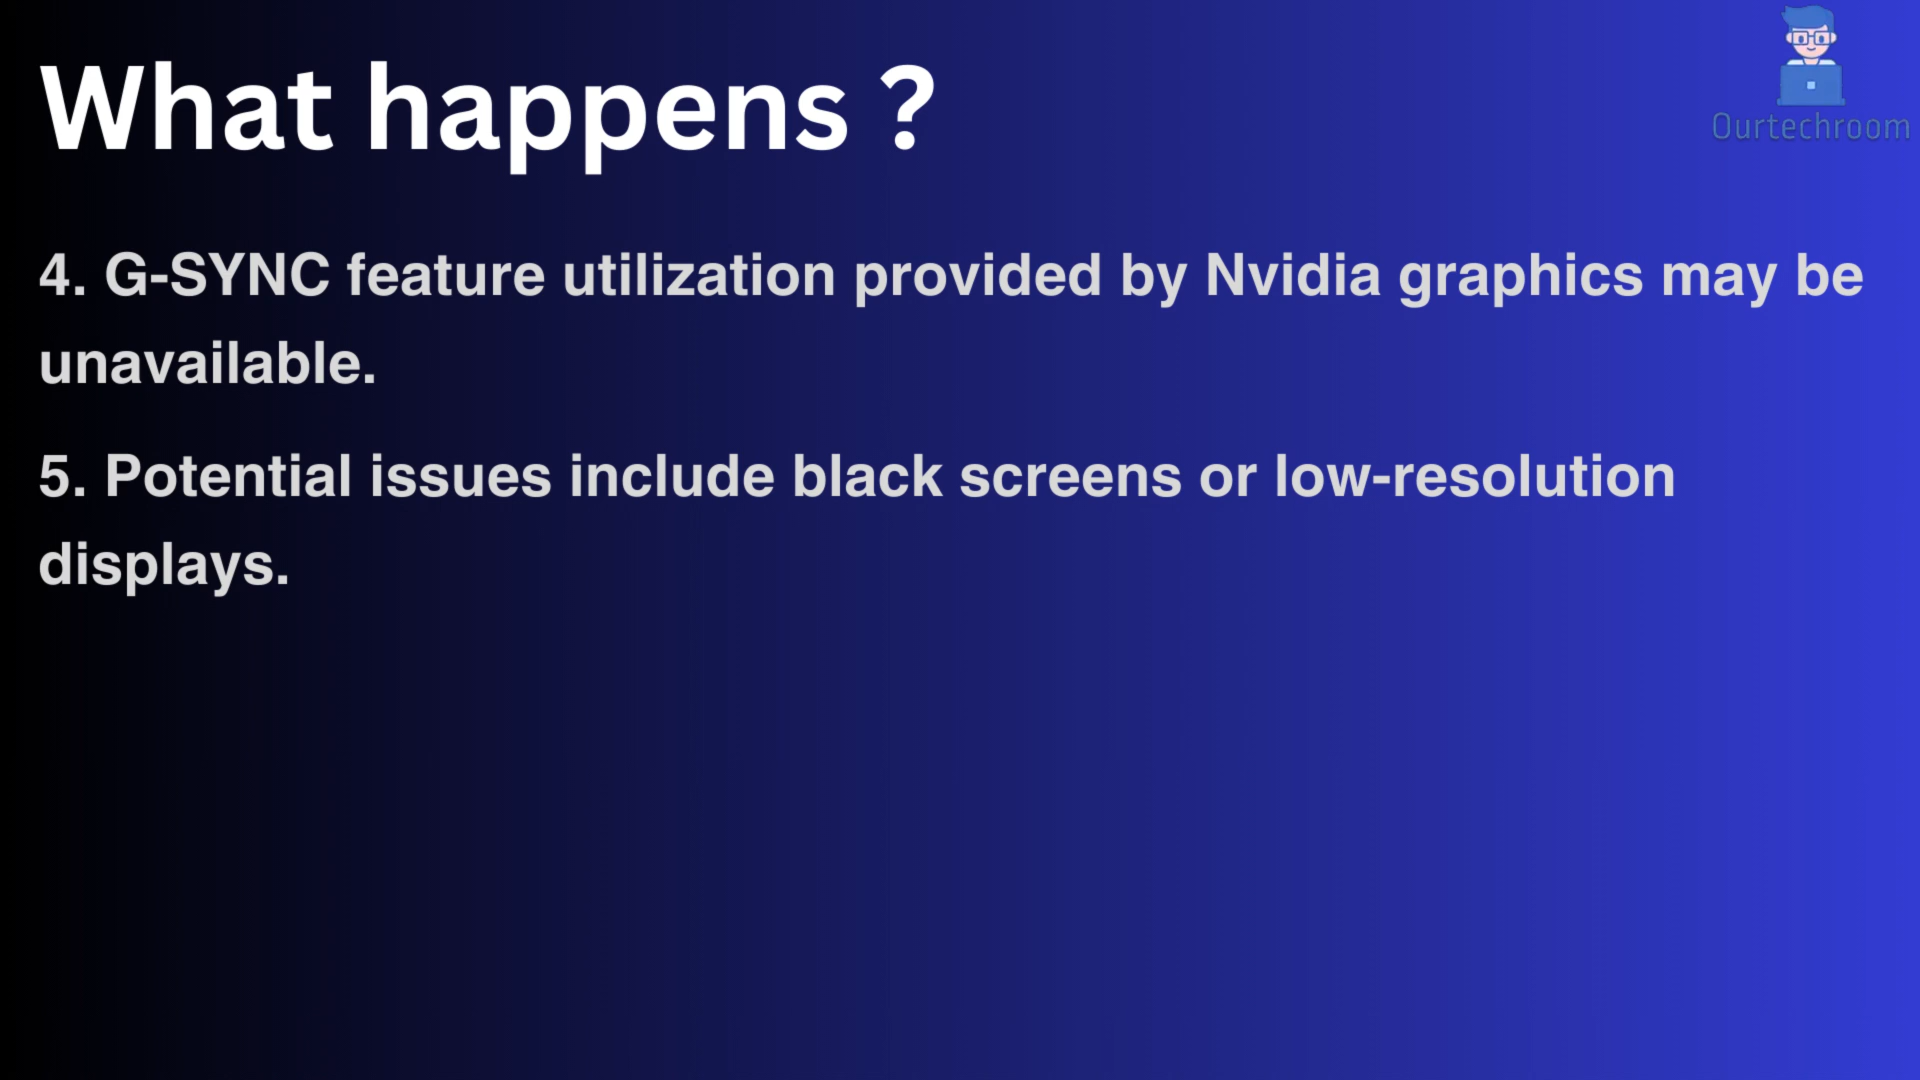 What happens ?
Ourtechroom
4. G-SYNC feature utilization provided by Nvidia graphics may be
unavailable.
5. Potential issues include black screens or low-resolution
displays.